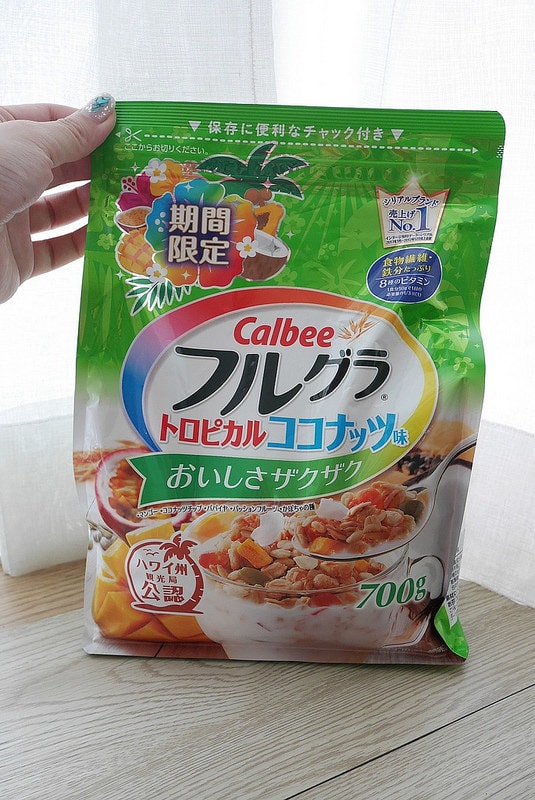 ▼保存に便利なチャック付き▼
ここからお切りください。
期間
限定
シリアルブランド
売上げ
No.1
食物繊維・
鉄分たっぷり
8種のビタミン
Calbee
フルグラ®
トロピカルココナッツ味
おいしさザクザク
マンゴー・ココナッツチップ・パパイヤ・パッションフルーツ・かぼちゃの種
ハワイ州
観光局
公認
700g